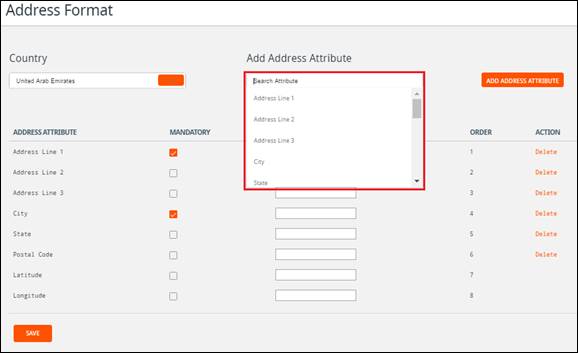 Address Format
Country
Add Address Attribute
United Arab Emirates
Search Attribute
ADD ADDRESS ATTRIBUTE
Address Line 1
Address Line 2
Address Line 3
City
State
ADDRESS ATTRIBUTE MANDATORY ORDER ACTION
Address Line 1 1 Delete
Address Line 2 2 Delete
Address Line 3 3 Delete
City 4 Delete
State 5 Delete
Postal Code 6 Delete
Latitude 7
Longitude 8
SAVE